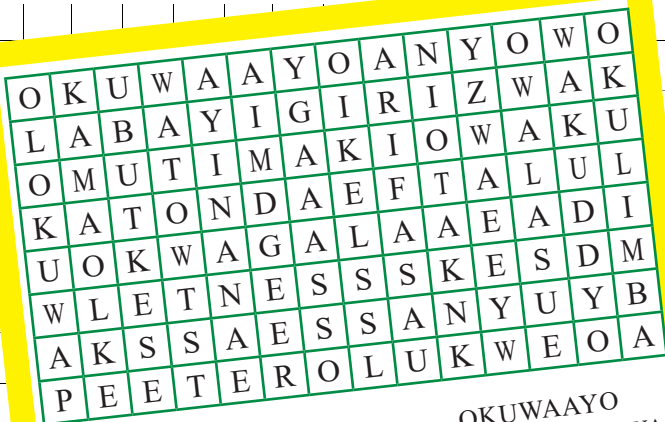 O K U W A A Y O A N Y O W O
L A B A Y I G I R I Z W A K
O M U T I M A K I O W A K U
K A T O N D A E F T A L U L
U O K W A G A L A A E A D I
W L E T N E S S S K E S D M
A K S S A E S S A N Y U Y B
P E E T E R O L U K W E O A
OKUWAAYO